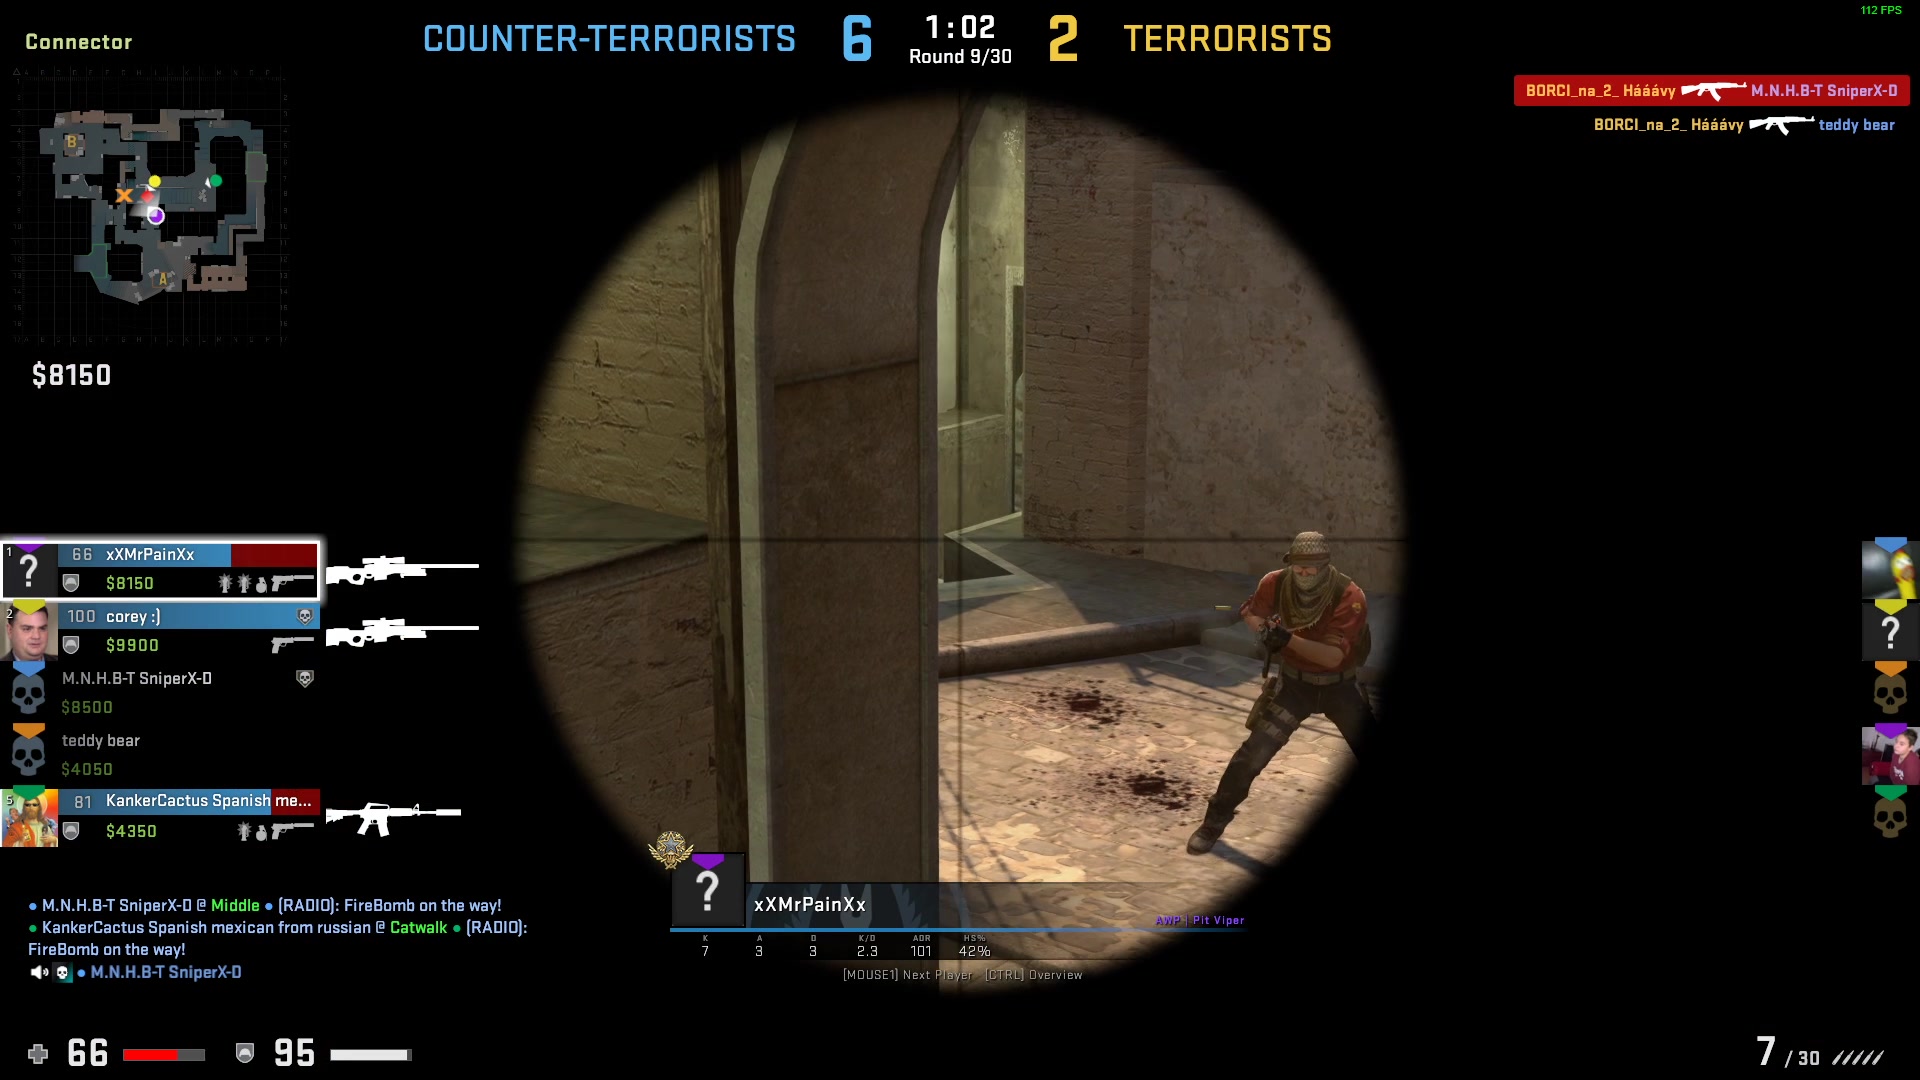 112 FPS
Connector
COUNTER-TERRORISTS 6 1:02 2 TERRORISTS
Round 9/30
BORCI_na_2_ Hááávy M.N.H.B-T SniperX-D
BORCI_na_2_ Hááávy teddy bear
B
A
$8150
1 ? 66 xXMrPainXx
$8150
2 100 corey :)
$9900
M.N.H.B-T SniperX-D
$8500
teddy bear
$4050
5 81 KankerCactus Spanish me...
$4350
?
● M.N.H.B-T SniperX-D @ Middle ● (RADIO): FireBomb on the way!
● KankerCactus Spanish mexican from russian @ Catwalk ● (RADIO):
FireBomb on the way!
● M.N.H.B-T SniperX-D
? xXMrPainXx
AWP | Pit Viper
K A D K/D ADR HS%
7 3 3 2.3 101 42%
[MOUSE1] Next Player [CTRL] Overview
66 95
7 / 30